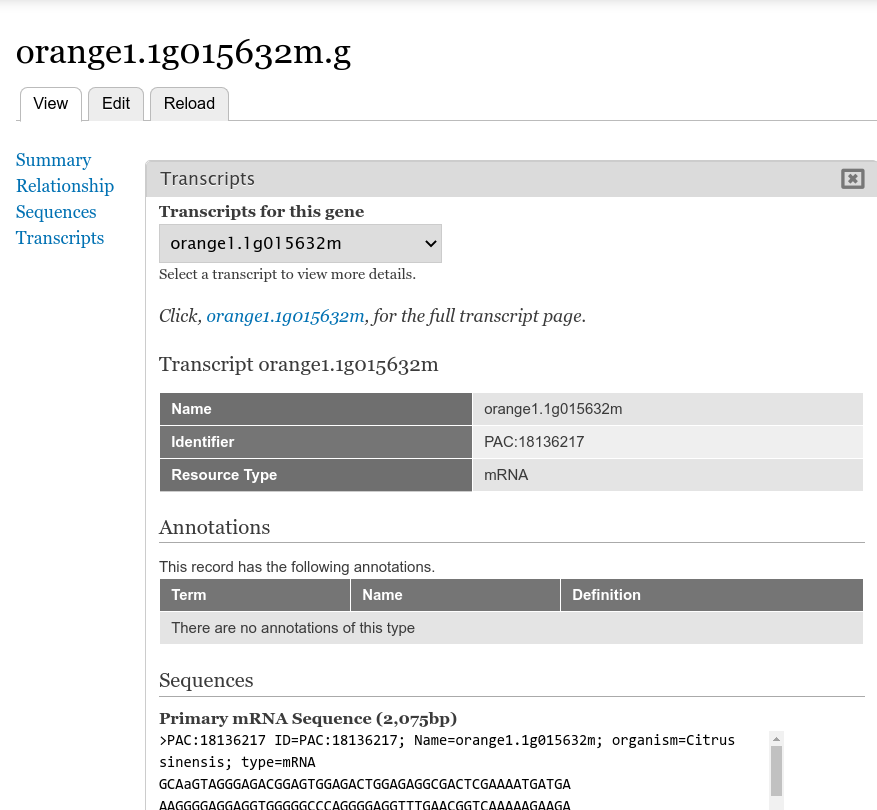 orange1.1g015632m.g
View Edit Reload
Summary
Relationship
Sequences
Transcripts
Transcripts
Transcripts for this gene
orange1.1g015632m
Select a transcript to view more details.
Click, orange1.1g015632m, for the full transcript page.
Transcript orange1.1g015632m
Name orange1.1g015632m
Identifier PAC:18136217
Resource Type mRNA
Annotations
This record has the following annotations.
Term Name Definition
There are no annotations of this type
Sequences
Primary mRNA Sequence (2,075bp)
>PAC:18136217 ID=PAC:18136217; Name=orange1.1g015632m; organism=Citrus
sinensis; type=mRNA
GCAaGTAGGGAGACGGAGTGGAGACTGGAGAGGCGACTCGAAAATGATGA
AAGGGGAGGAGGTGGGGGCCCAGGGGAGGTTTGAACGGTCAAAAAGAAGA